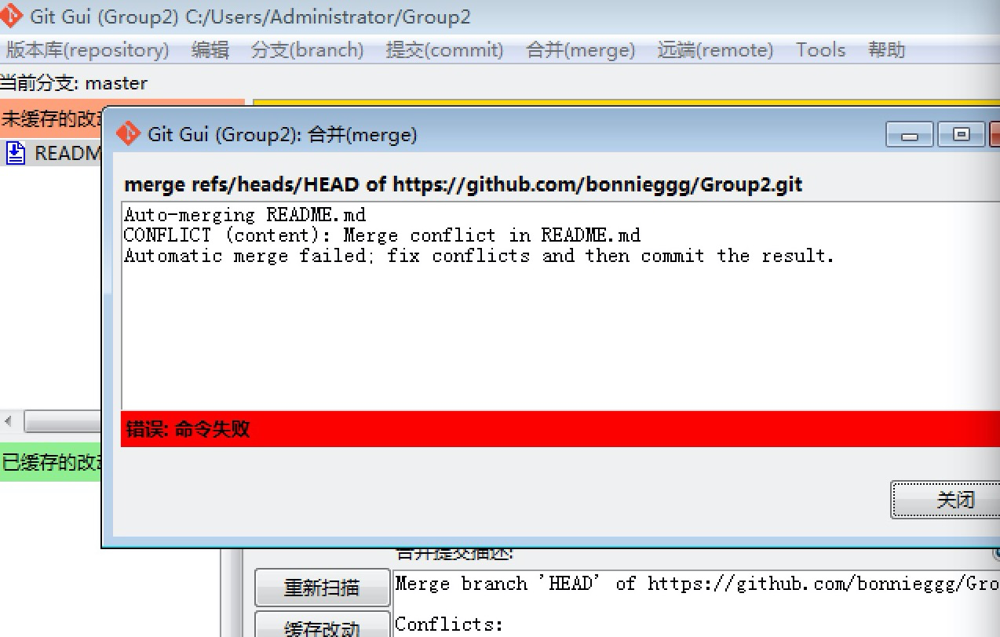 Git Gui (Group2) C:/Users/Administrator/Group2
版本库(repository) 编辑 分支(branch) 提交(commit) 合并(merge) 远端(remote) Tools 帮助
当前分支: master
未缓存的改
READM
Git Gui (Group2): 合并(merge)
merge refs/heads/HEAD of https://github.com/bonnieggg/Group2.git
Auto-merging README.md
CONFLICT (content): Merge conflict in README.md
Automatic merge failed; fix conflicts and then commit the result.
错误: 命令失败
已缓存的改
关闭
合并提交描述:
重新扫描
Merge branch 'HEAD' of https://github.com/bonnieggg/Gro
缓存改动
Conflicts: